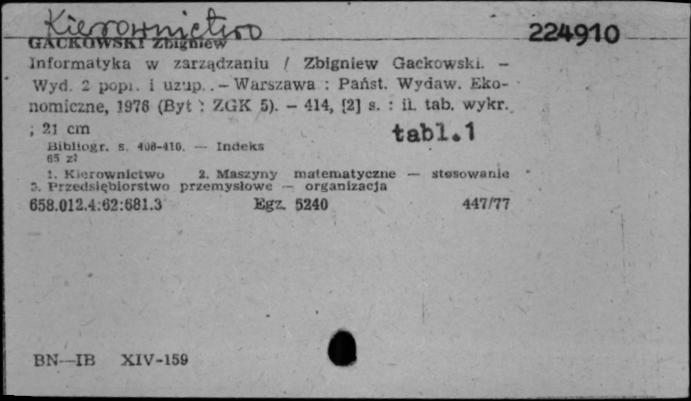 Kierownictwo
224910
GACKOWSKI Zbigniew
Informatyka w zarządzaniu / Zbigniew Gackowski. –
Wyd. 2 popr. i uzup. . – Warszawa : Państ. Wydaw. Eko-
nomiczne, 1976 (Byt : ZGK 5). – 414, [2] s. : il. tab. wykr.
; 21 cm
tabl.1
Bibliogr. s. 408-410. — Indeks
65 zł
1. Kierownictwo 2. Maszyny matematyczne — stosowanie
3. Przedsiębiorstwo przemysłowe — organizacja
658.012.4:62:681.3 Egz. 5240 447/77
BN—IB XIV-159